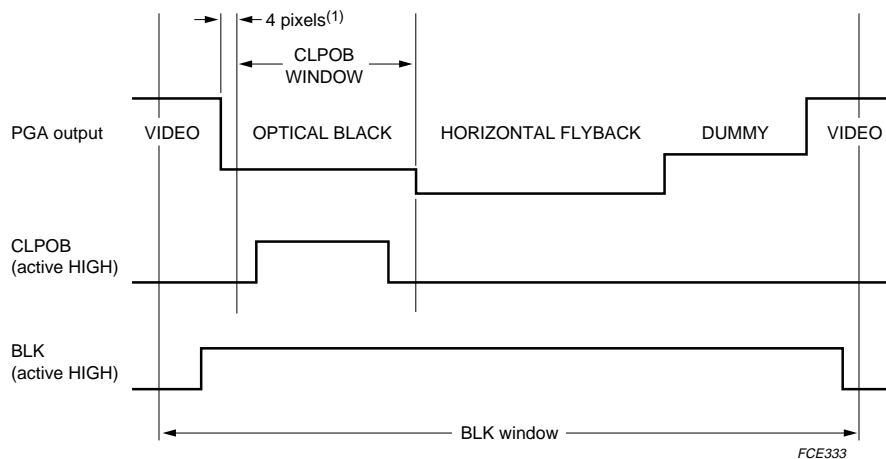 4 pixels(1)
CLPOB
WINDOW
PGA output
VIDEO
OPTICAL BLACK
HORIZONTAL FLYBACK
DUMMY
VIDEO
CLPOB
(active HIGH)
BLK
(active HIGH)
BLK window
FCE333